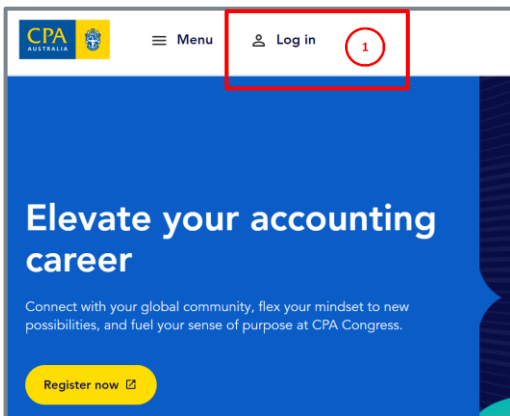 CPA
AUSTRALIA
Menu
Log in
1
Elevate your accounting
career
Connect with your global community, flex your mindset to new
possibilities, and fuel your sense of purpose at CPA Congress.
Register now